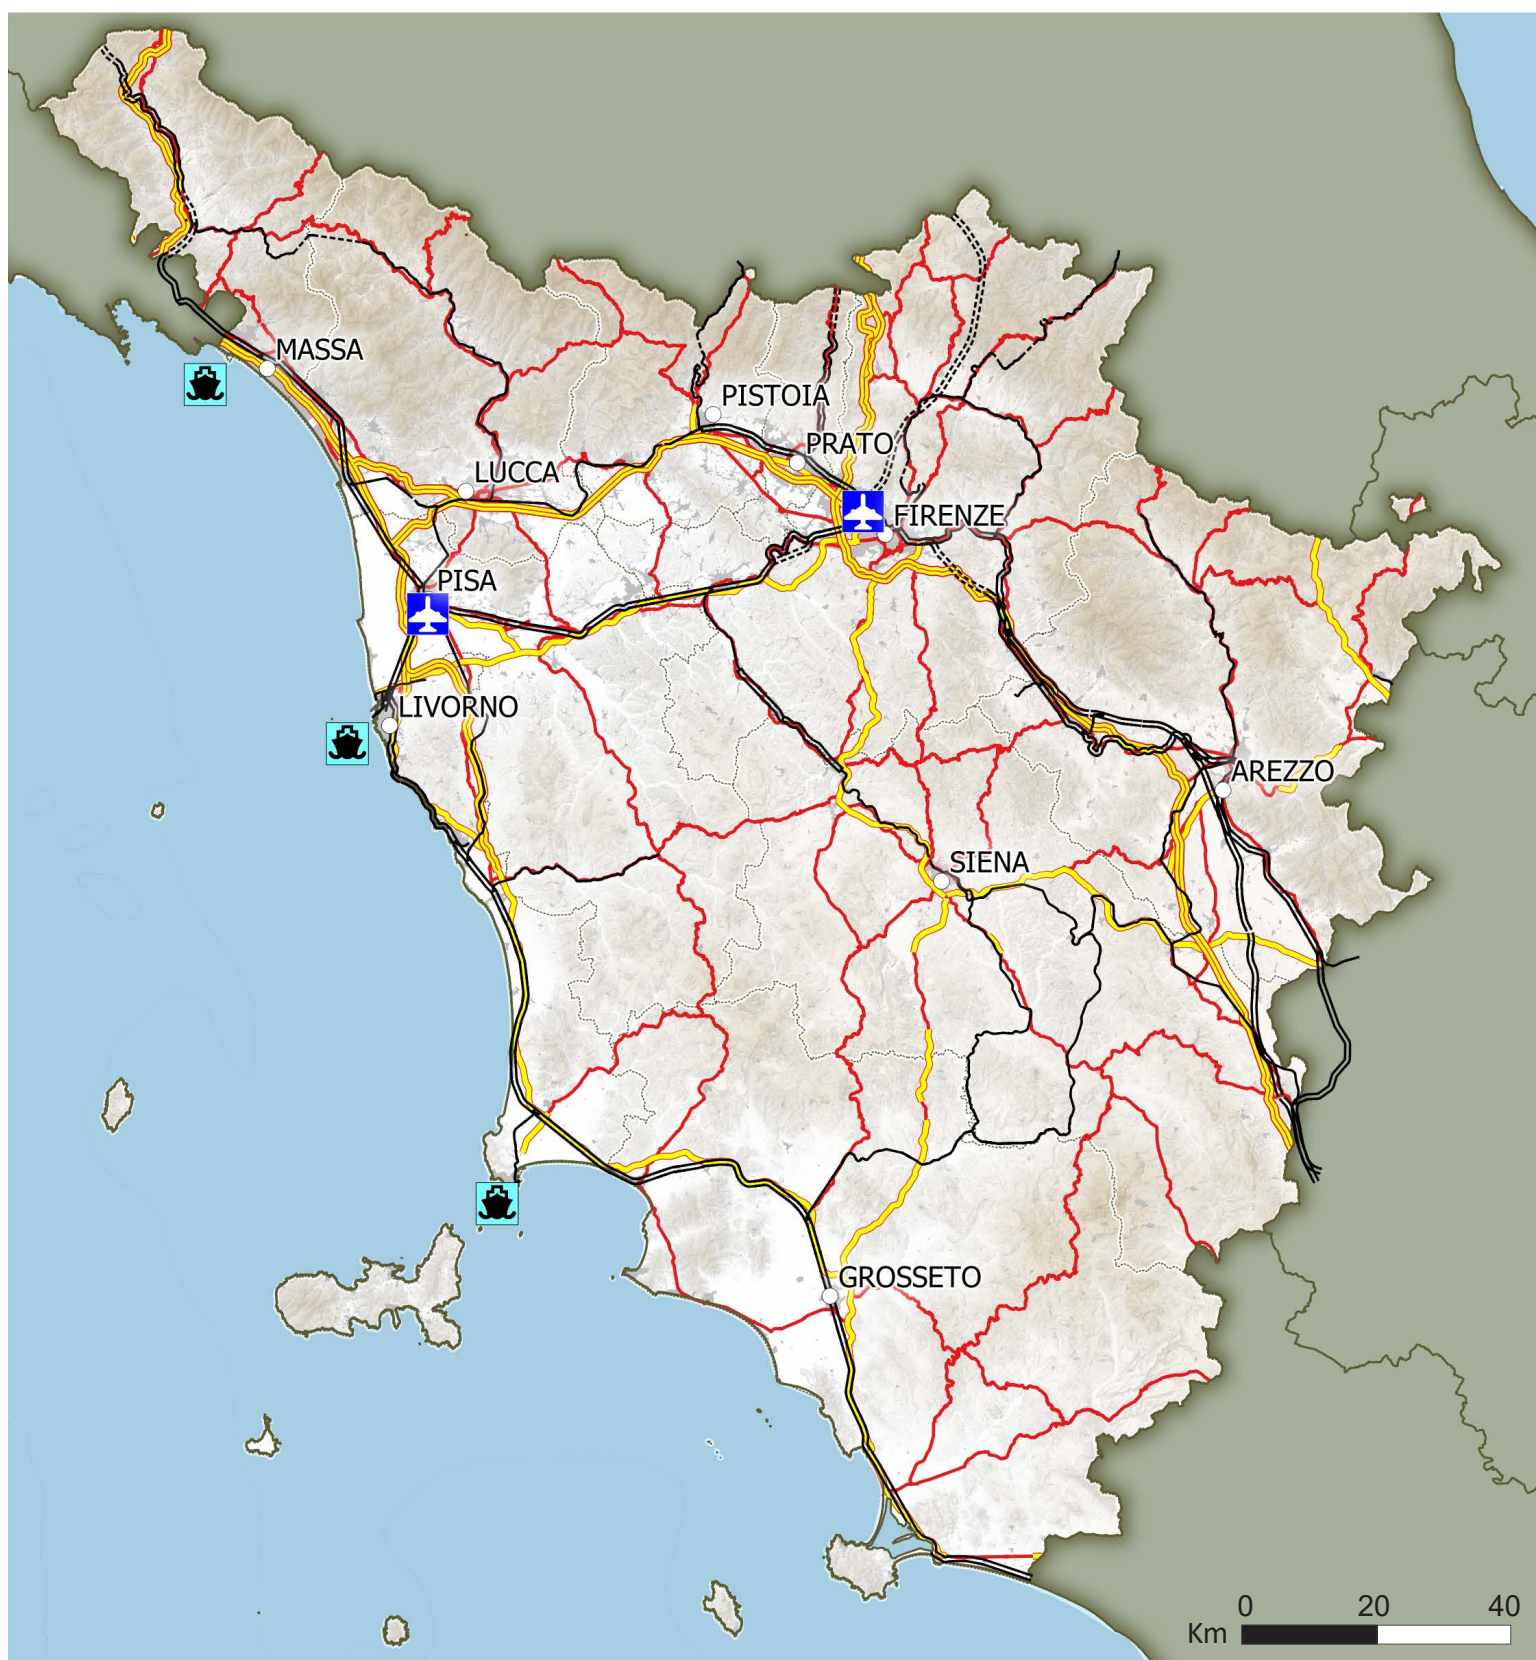 MASSA
PISTOIA
PRATO
LUCCA
FIRENZE
PISA
LIVORNO
AREZZO
SIENA
GROSSETO
0 20 40
Km